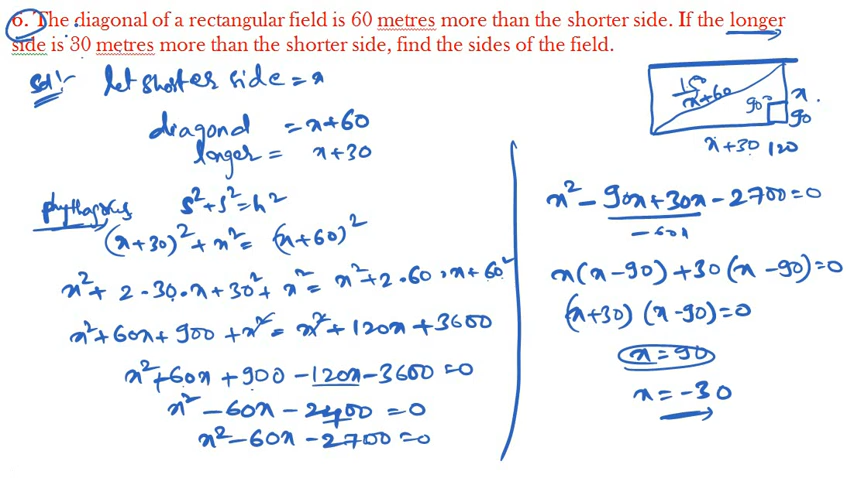 6. The diagonal of a rectangular field is 60 metres more than the shorter side. If the longer
side is 30 metres more than the shorter side, find the sides of the field.
Sol:- let shorter side = x
diagonal = x+60
longer = x+30
phythagorus s²+s²=h²
(x+30)²+x²=(x+60)²
x²+2·30·x+30²+x²=x²+2·60·x+60²
x²+60x+900+x²=x²+120x+3600
x²+60x+900-120x-3600=0
x²-60x-2400=0
x²-60x-2700=0
x+60
90°
x
90
x+30 120
x²-90x+30x-2700=0
-60x
x(x-90)+30(x-90)=0
(x+30)(x-90)=0
x=90
x=-30